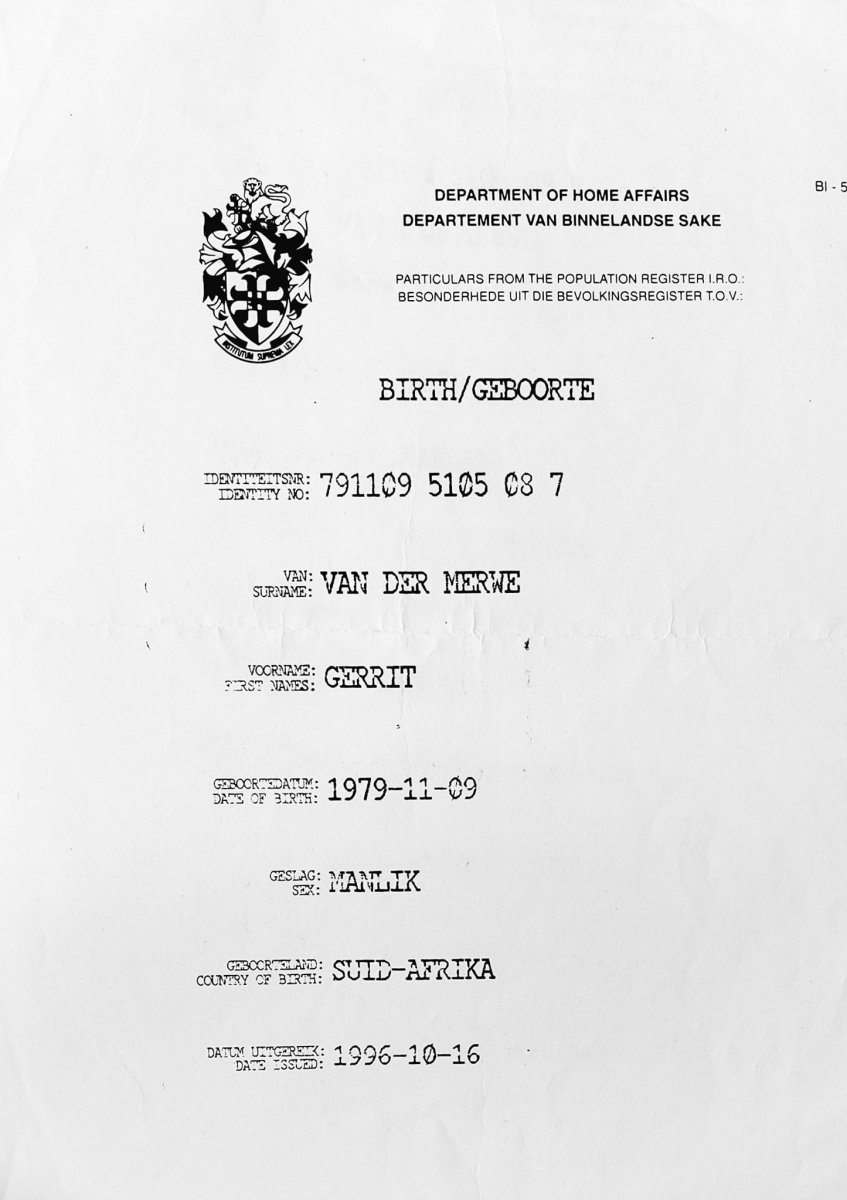 BI - 5
DEPARTMENT OF HOME AFFAIRS
DEPARTEMENT VAN BINNELANDSE SAKE
PARTICULARS FROM THE POPULATION REGISTER I.R.O.:
BESONDERHEDE UIT DIE BEVOLKINGSREGISTER T.O.V.:
INSTITUTUM SUPREMA LEX
BIRTH/GEBOORTE
IDENTITEITSNR:
IDENTITY NO: 791109 5105 08 7
VAN:
SURNAME: VAN DER MERWE
VOORNAME:
FIRST NAMES: GERRIT
GEBOORTEDATUM:
DATE OF BIRTH: 1979-11-09
GESLAG:
SEX: MANLIK
GEBOORTELAND:
COUNTRY OF BIRTH: SUID-AFRIKA
DATUM UITGEREIK:
DATE ISSUED: 1996-10-16